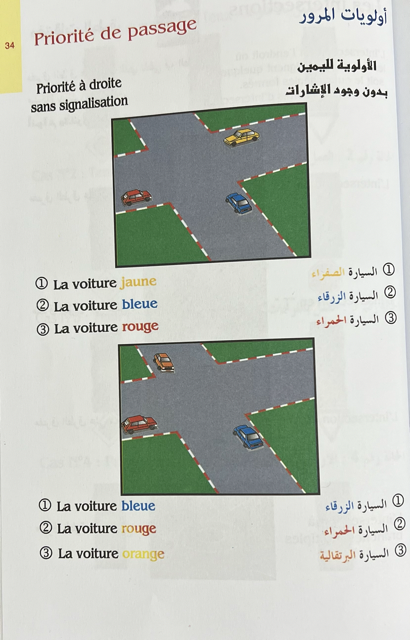 أولويات المرور
34
Priorité de passage
الأولوية لليمين
بدون وجود الإشارات
Priorité à droite
sans signalisation
① La voiture jaune
① السيارة الصفراء
② La voiture bleue
② السيارة الزرقاء
③ La voiture rouge
③ السيارة الحمراء
① La voiture bleue
① السيارة الزرقاء
② La voiture rouge
② السيارة الحمراء
③ La voiture orange
③ السيارة البرتقالية